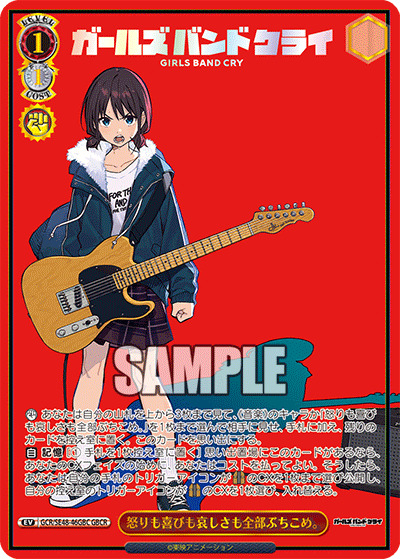 レベル
1
ガールズバンドクライ
GIRLS BAND CRY
1
COST
FOR TH
AND
SAMPLE
あなたは自分の山札を上から3枚まで見て、《音楽》のキャラか「怒りも喜び
も哀しさも全部ぶちこめ。」を1枚まで選んで相手に見せ、手札に加え、残りの
カードを控え室に置く。このカードを思い出にする。
自 記憶 [(1) 手札を1枚控え室に置く] 思い出置場にこのカードがあるなら、
あなたのCXフェイズの始めに、あなたはコストを払ってよい。そうしたら、
あなたは自分の手札のトリガーアイコンが のCXを1枚まで選び公開し、
自分の控え室のトリガーアイコンが のCXを1枚選び、入れ替える。
EV GCR/SE48-46GBC GBCR
怒りも喜びも哀しさも全部ぶちこめ。
ガールズバンドクライ
©東映アニメーション